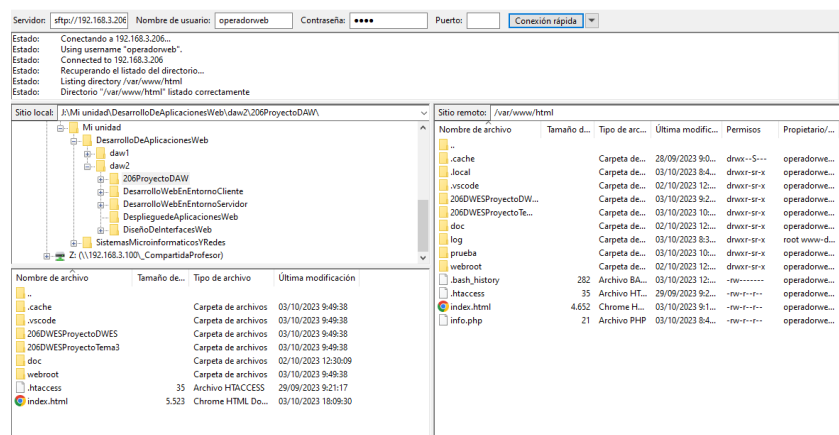 Servidor: sftp://192.168.3.206 Nombre de usuario: operadorweb Contraseña: ●●●● Puerto: Conexión rápida
Estado: Conectando a 192.168.3.206...
Estado: Using username "operadorweb".
Estado: Connected to 192.168.3.206
Estado: Recuperando el listado del directorio...
Estado: Listing directory /var/www/html
Estado: Directorio "/var/www/html" listado correctamente
Sitio local: J:\Mi unidad\DesarrolloDeAplicacionesWeb\daw2\206ProyectoDAW\
Mi unidad
DesarrolloDeAplicacionesWeb
daw1
daw2
206ProyectoDAW
DesarrolloWebEnEntornoCliente
DesarrolloWebEnEntornoServidor
DespliegueDeAplicacionesWeb
DiseñoDeInterfacesWeb
SistemasMicroinformaticosYRedes
Z: (\\192.168.3.100\_CompartidaProfesor)
Nombre de archivo Tamaño de... Tipo de archivo Última modificación
..
.cache Carpeta de archivos 03/10/2023 9:49:38
.vscode Carpeta de archivos 03/10/2023 9:49:38
206DWESProyectoDWES Carpeta de archivos 03/10/2023 9:49:38
206DWESProyectoTema3 Carpeta de archivos 03/10/2023 9:49:38
doc Carpeta de archivos 02/10/2023 12:30:09
webroot Carpeta de archivos 03/10/2023 9:49:38
.htaccess 35 Archivo HTACCESS 29/09/2023 9:21:17
index.html 5.523 Chrome HTML Do... 03/10/2023 18:09:30
Sitio remoto: /var/www/html
Nombre de archivo Tamaño d... Tipo de arc... Última modific... Permisos Propietario/...
..
.cache Carpeta de... 28/09/2023 9:0... drwx--S--- operadorwe...
.local Carpeta de... 03/10/2023 8:4... drwxr-sr-x operadorwe...
.vscode Carpeta de... 02/10/2023 12:... drwxr-sr-x operadorwe...
206DWESProyectoDW... Carpeta de... 03/10/2023 9:2... drwxr-sr-x operadorwe...
206DWESProyectoTe... Carpeta de... 03/10/2023 10:... drwxr-sr-x operadorwe...
doc Carpeta de... 02/10/2023 12:... drwxr-sr-x operadorwe...
log Carpeta de... 03/10/2023 8:3... drwxr-sr-x root www-d...
prueba Carpeta de... 03/10/2023 10:... drwxr-sr-x operadorwe...
webroot Carpeta de... 02/10/2023 12:... drwxr-sr-x operadorwe...
.bash_history 282 Archivo BA... 03/10/2023 12:... -rw------- operadorwe...
.htaccess 35 Archivo HT... 29/09/2023 9:2... -rw-r--r-- operadorwe...
index.html 4.652 Chrome H... 03/10/2023 9:1... -rw-r--r-- operadorwe...
info.php 21 Archivo PHP 03/10/2023 8:4... -rw-r--r-- operadorwe...